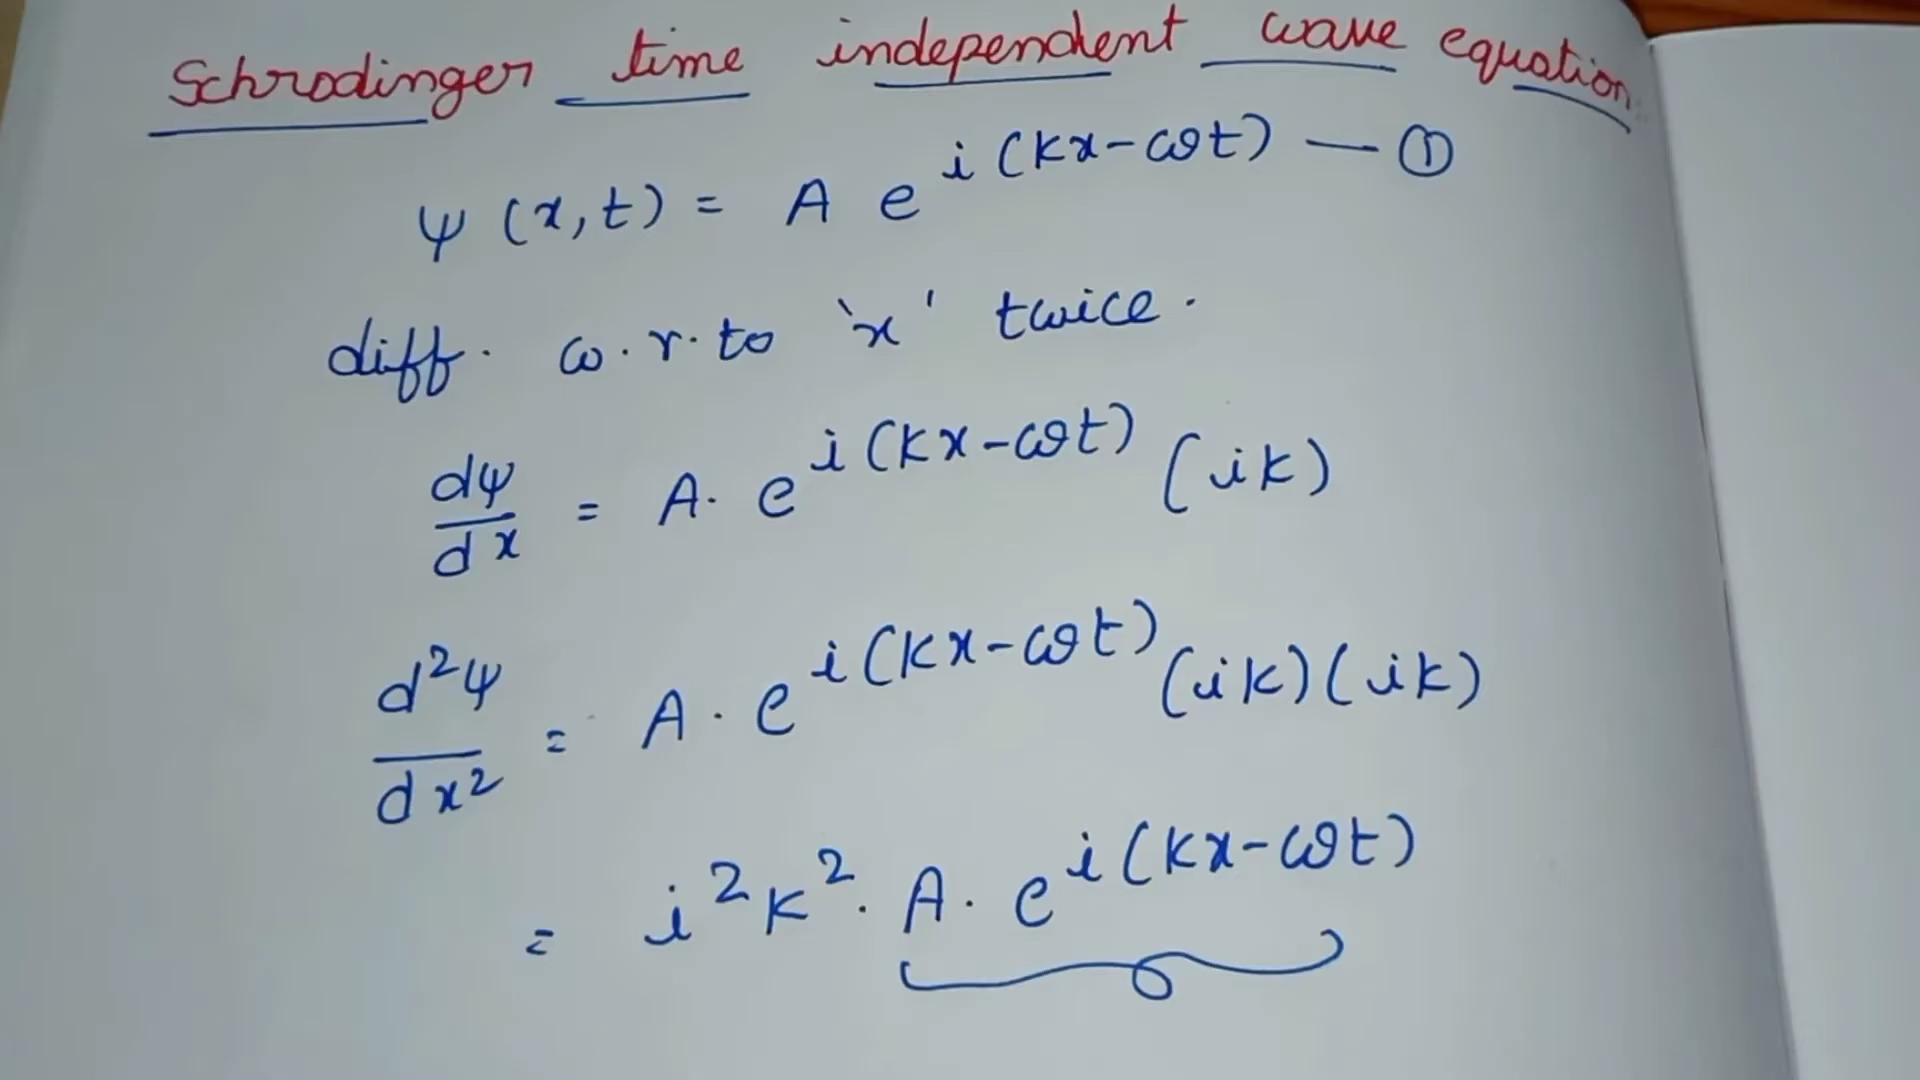 Schrodinger time independent wave equation.
ψ (x,t) = A e^{i(kx-ωt)} — ①
diff. w.r.to 'x' twice.
dψ/dx = A. e^{i(kx-ωt)} (ik)
d²ψ/dx² = A. e^{i(kx-ωt)} (ik)(ik)
= i²k². A. e^{i(kx-ωt)}